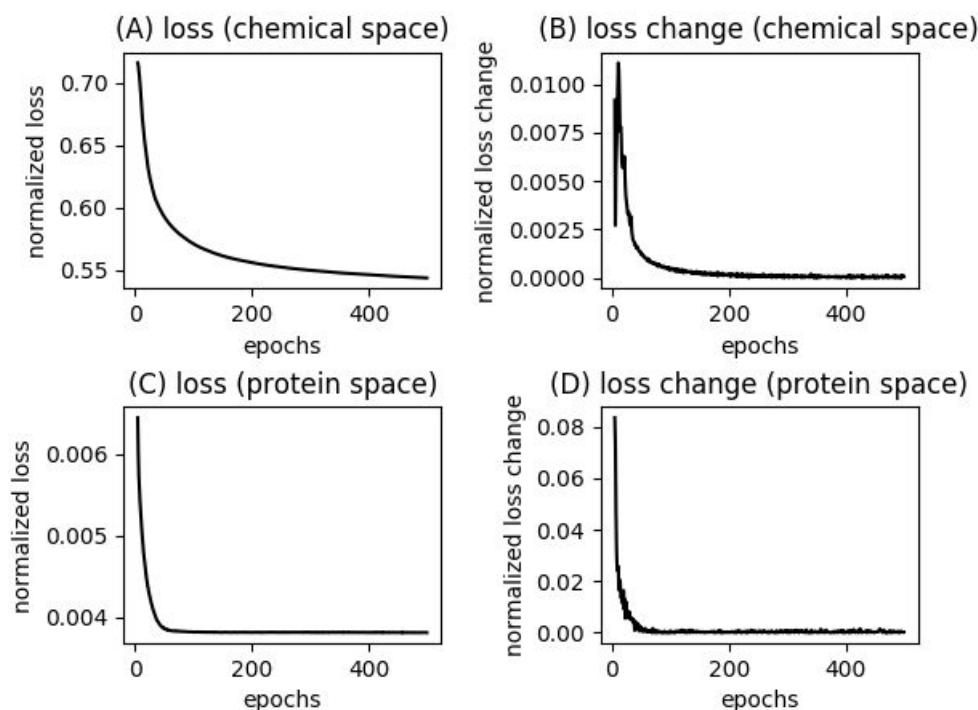 (A) loss (chemical space)
normalized loss
0.70
0.65
0.60
0.55
0
200
400
epochs
(B) loss change (chemical space)
normalized loss change
0.0100
0.0075
0.0050
0.0025
0.0000
0
200
400
epochs
(C) loss (protein space)
normalized loss
0.006
0.005
0.004
0
200
400
epochs
(D) loss change (protein space)
normalized loss change
0.08
0.06
0.04
0.02
0.00
0
200
400
epochs